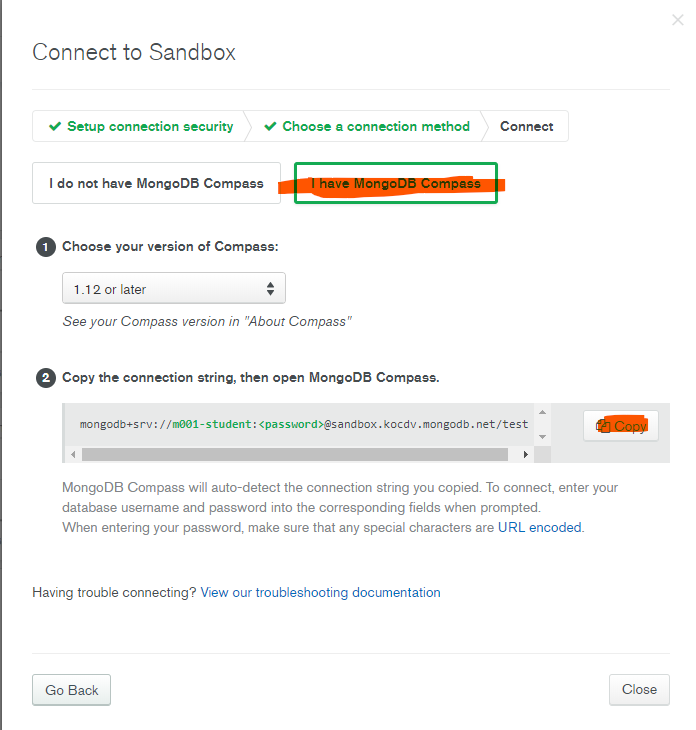 Connect to Sandbox
Setup connection security
Choose a connection method
Connect
I do not have MongoDB Compass
I have MongoDB Compass
1 Choose your version of Compass:
1.12 or later
See your Compass version in "About Compass"
2 Copy the connection string, then open MongoDB Compass.
mongodb+srv://m001-student:<password>@sandbox.kocdv.mongodb.net/test
Copy
MongoDB Compass will auto-detect the connection string you copied. To connect, enter your
database username and password into the corresponding fields when prompted.
When entering your password, make sure that any special characters are URL encoded.
Having trouble connecting? View our troubleshooting documentation
Go Back
Close